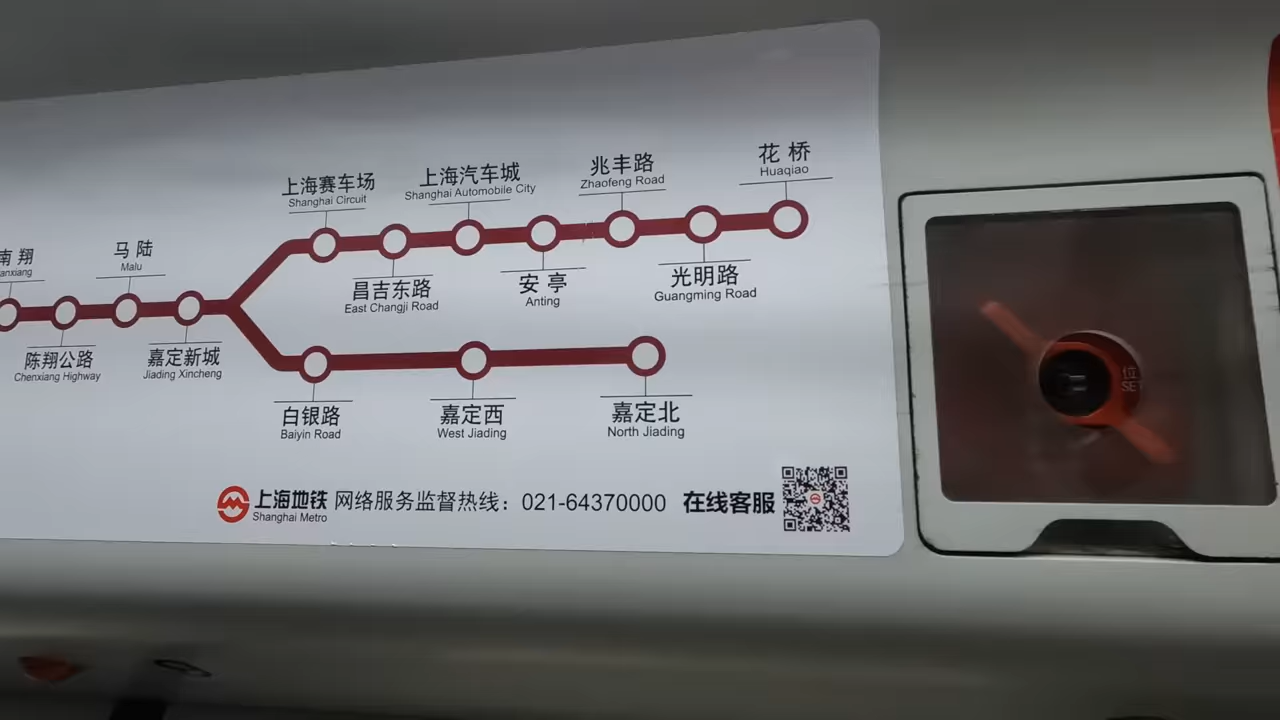 上海赛车场
Shanghai Circuit
上海汽车城
Shanghai Automobile City
兆丰路
Zhaofeng Road
花桥
Huaqiao
南翔
anxiang
马陆
Malu
昌吉东路
East Changji Road
安亭
Anting
光明路
Guangming Road
陈翔公路
Chenxiang Highway
嘉定新城
Jiading Xincheng
白银路
Baiyin Road
嘉定西
West Jiading
嘉定北
North Jiading
上海地铁 网络服务监督热线：021-64370000 在线客服
Shanghai Metro
位
SET